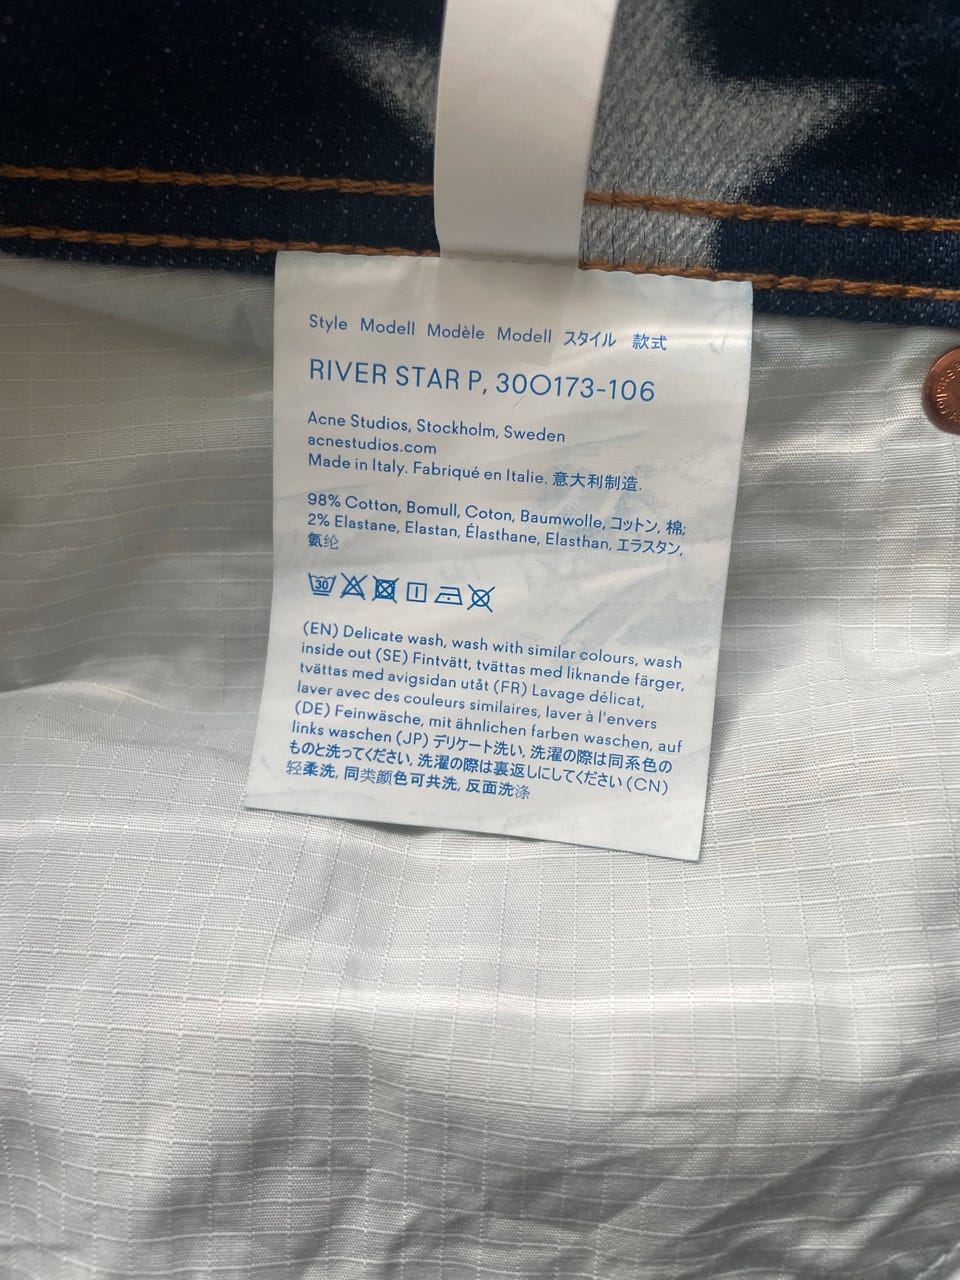 Style Modell Modèle Modell スタイル 款式
RIVER STAR P, 30O173-106
Acne Studios, Stockholm, Sweden
acnestudios.com
Made in Italy. Fabriqué en Italie. 意大利制造.
98% Cotton, Bomull, Coton, Baumwolle, コットン, 棉;
2% Elastane, Elastan, Élasthane, Elasthan, エラスタン,
氨纶
30
(EN) Delicate wash, wash with similar colours, wash
inside out (SE) Fintvätt, tvättas med liknande färger,
tvättas med avigsidan utåt (FR) Lavage délicat,
laver avec des couleurs similaires, laver à l'envers
(DE) Feinwäsche, mit ähnlichen farben waschen, auf
links waschen (JP) デリケート洗い, 洗濯の際は同系色の
ものと洗ってください, 洗濯の際は裏返しにしてください (CN)
轻柔洗, 同类颜色可共洗, 反面洗涤